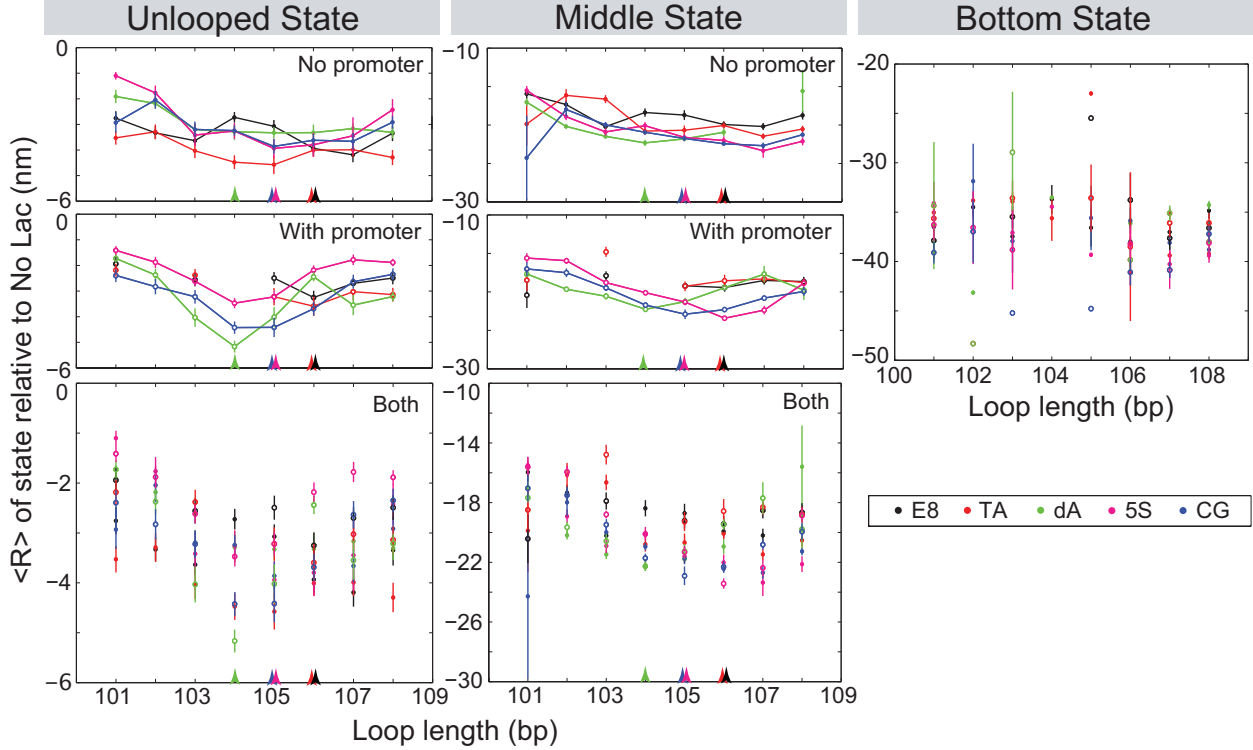 Unlooped State
Middle State
Bottom State
<R> of state relative to No Lac (nm)
0
No promoter
−6
0
With promoter
−6
0
Both
−2
−4
−6
101 103 105 107 109
−10
No promoter
−30
−10
With promoter
−30
−10
Both
−14
−18
−22
−26
−30
101 103 105 107 109
Loop length (bp)
−20
−30
−40
−50
100 102 104 106 108
Loop length (bp)
E8 TA dA 5S CG